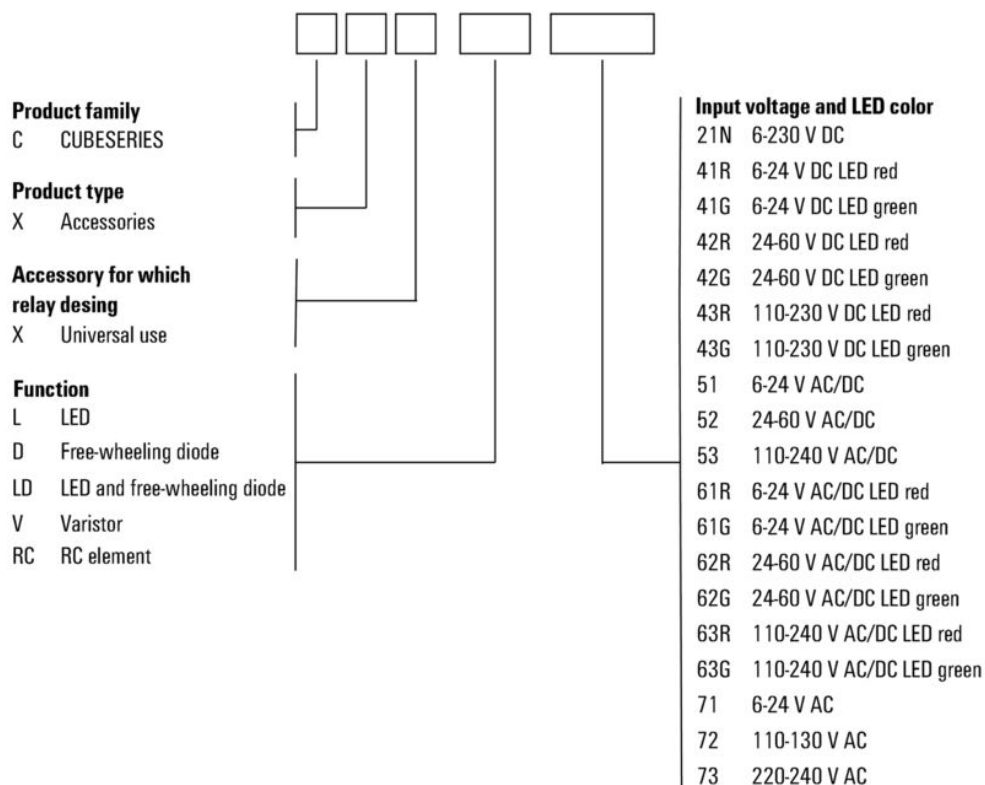 Product family
C CUBESERIES
Product type
X Accessories
Accessory for which
relay desing
X Universal use
Function
L LED
D Free-wheeling diode
LD LED and free-wheeling diode
V Varistor
RC RC element
Input voltage and LED color
21N 6-230 V DC
41R 6-24 V DC LED red
41G 6-24 V DC LED green
42R 24-60 V DC LED red
42G 24-60 V DC LED green
43R 110-230 V DC LED red
43G 110-230 V DC LED green
51 6-24 V AC/DC
52 24-60 V AC/DC
53 110-240 V AC/DC
61R 6-24 V AC/DC LED red
61G 6-24 V AC/DC LED green
62R 24-60 V AC/DC LED red
62G 24-60 V AC/DC LED green
63R 110-240 V AC/DC LED red
63G 110-240 V AC/DC LED green
71 6-24 V AC
72 110-130 V AC
73 220-240 V AC